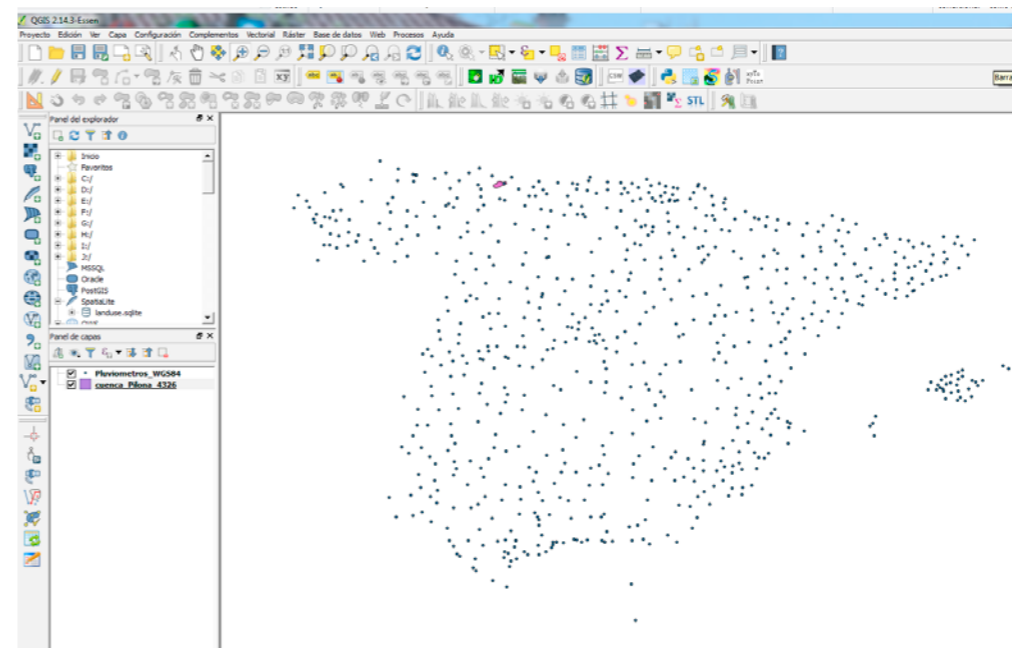 QGIS 2.14.3-Essen
Proyecto Edición Ver Capa Configuración Complementos Vectorial Ráster Base de datos Web Procesos Ayuda
STL
Panel del explorador
Inicio
Favoritos
C:/
D:/
E:/
F:/
G:/
H:/
I:/
J:/
MSSQL
Oracle
PostGIS
SpatiaLite
landuse.sqlite
Panel de capas
Pluviometros_WGS84
cuenca_Pilona_4326
Barra